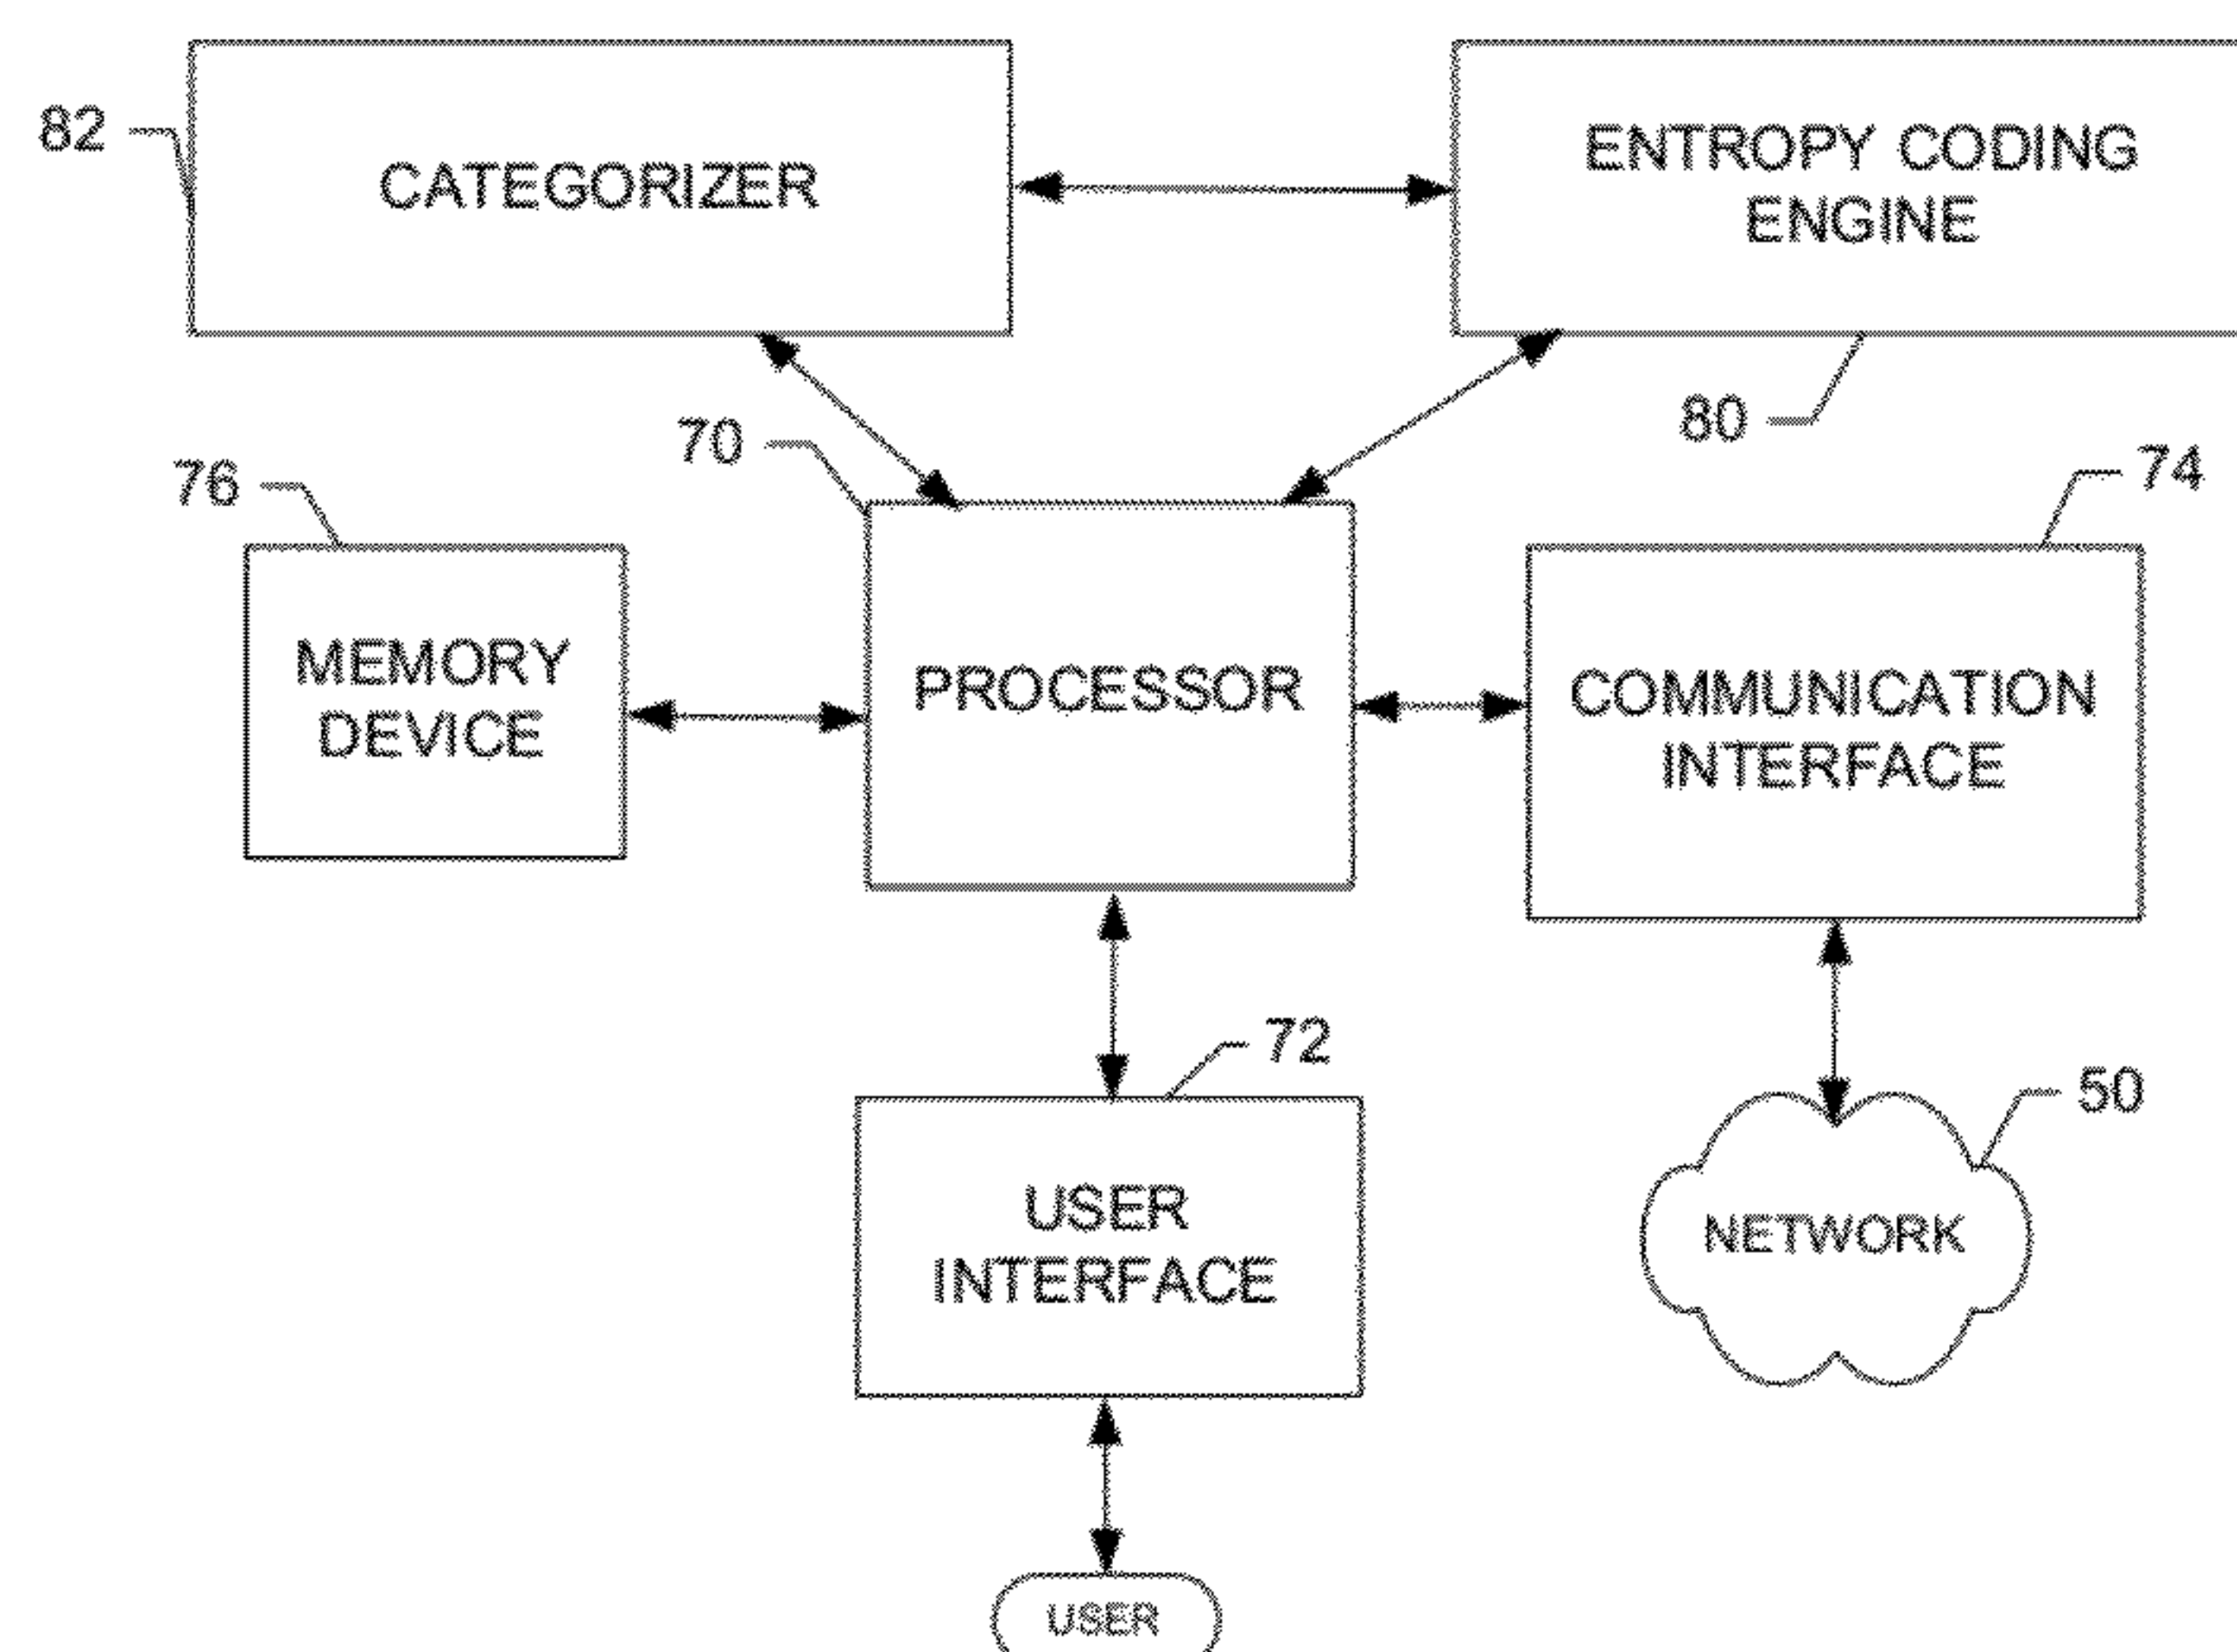 82
CATEGORIZER
ENTROPY CODING
ENGINE
80
70
76
74
MEMORY
DEVICE
PROCESSOR
COMMUNICATION
INTERFACE
72
50
USER
INTERFACE
NETWORK
USER